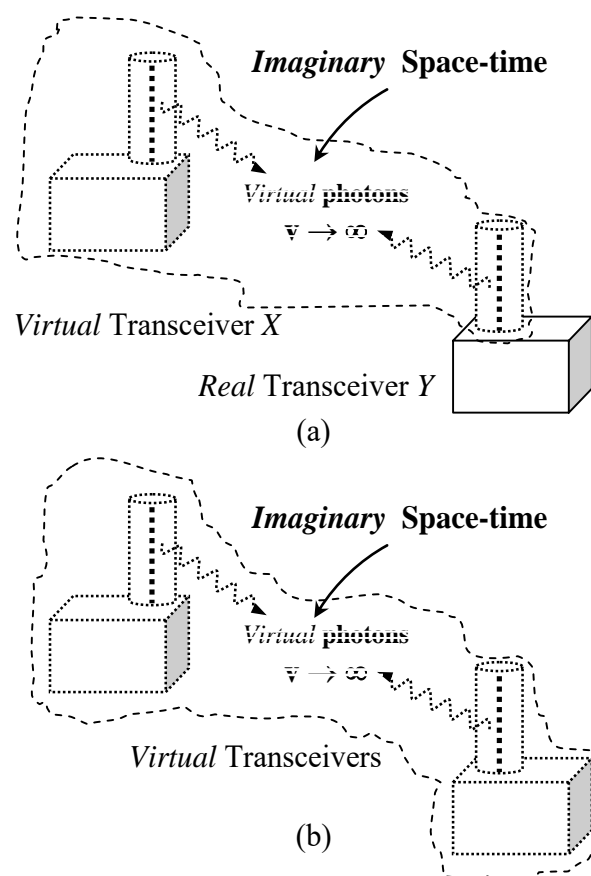 Imaginary Space-time
Virtual photons
v → ∞
Virtual Transceiver X
Real Transceiver Y
(a)
Imaginary Space-time
Virtual photons
v → ∞
Virtual Transceivers
(b)